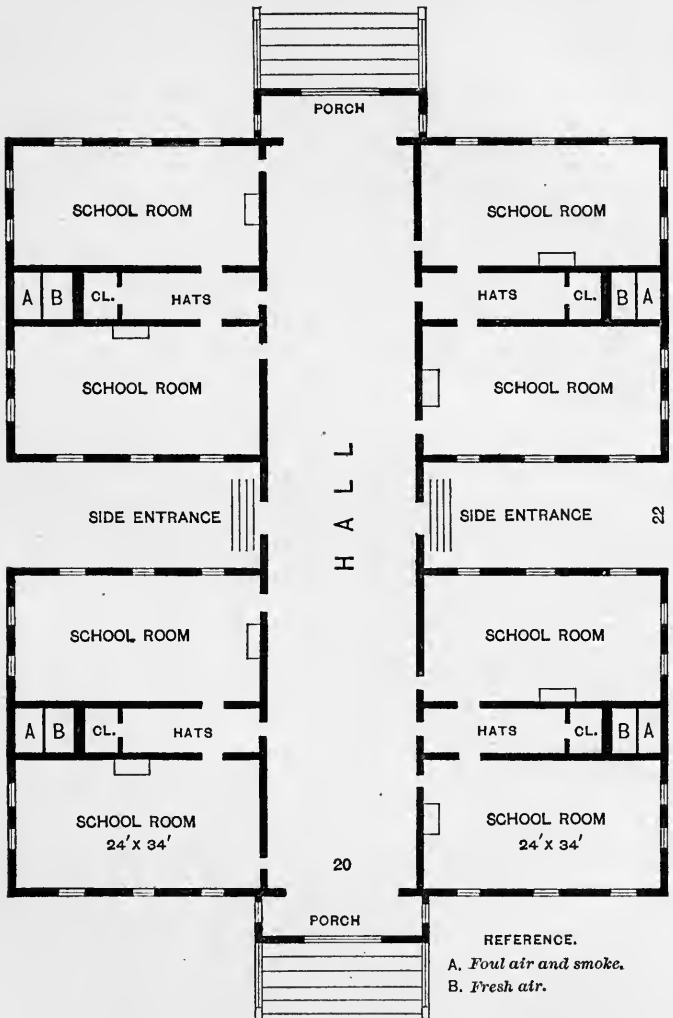 PORCH
SCHOOL ROOM
SCHOOL ROOM
A B CL. HATS
HATS CL. B A
SCHOOL ROOM
SCHOOL ROOM
HALL
SIDE ENTRANCE
SIDE ENTRANCE
22
SCHOOL ROOM
SCHOOL ROOM
A B CL. HATS
HATS CL. B A
SCHOOL ROOM
24'X 34'
SCHOOL ROOM
24'X 34'
20
PORCH
REFERENCE.
A. Foul air and smoke.
B. Fresh air.